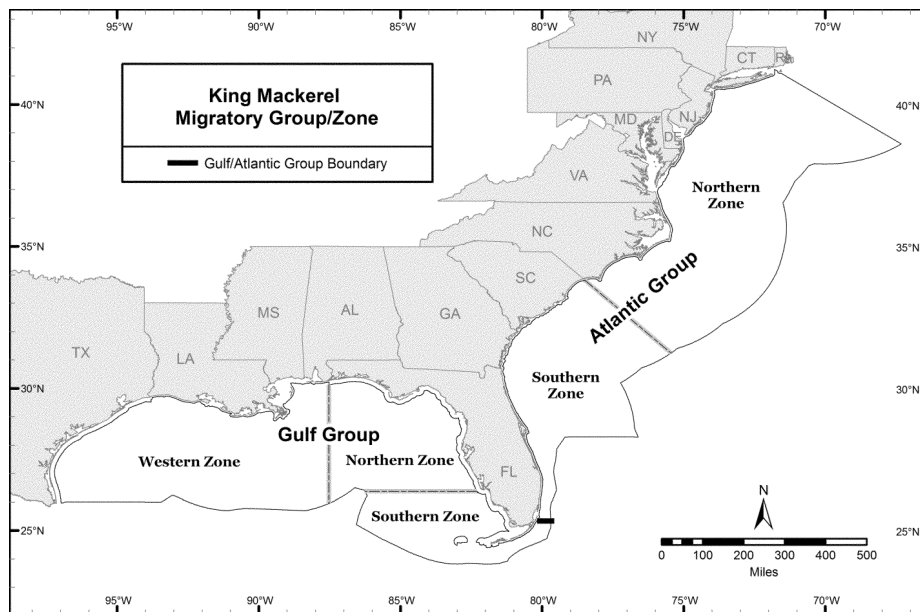 95°W 90°W 85°W 80°W 75°W 70°W
40°N
35°N
30°N
25°N
King Mackerel
Migratory Group/Zone
Gulf/Atlantic Group Boundary
NY
CT
RI
PA
NJ
MD
DE
VA
NC
SC
GA
AL
MS
LA
TX
FL
Northern
Zone
Atlantic Group
Southern
Zone
Gulf Group
Western Zone
Northern Zone
Southern Zone
N
0 100 200 300 400 500
Miles
40°N
35°N
30°N
25°N
95°W 90°W 85°W 80°W 75°W 70°W